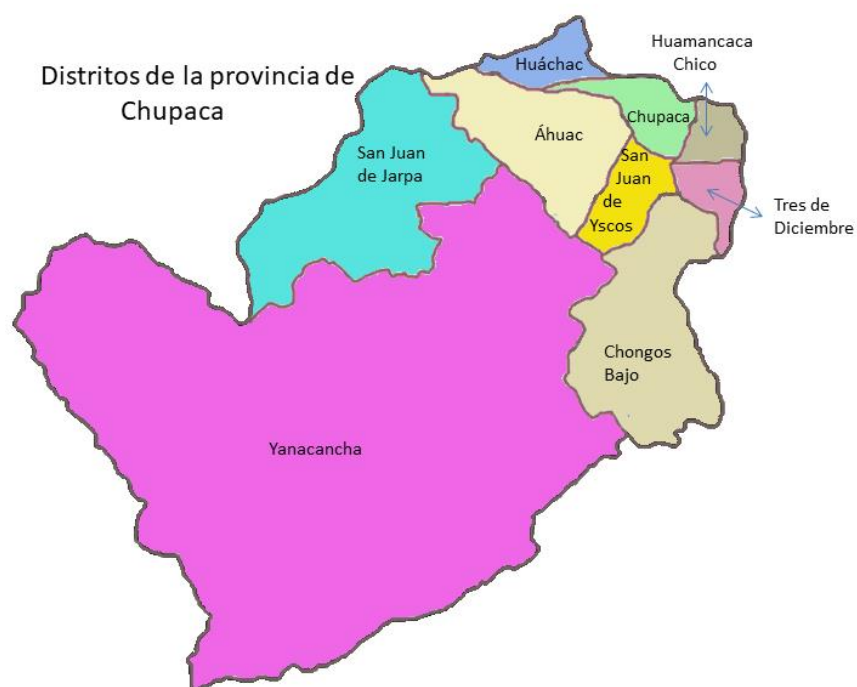 Distritos de la provincia de
Chupaca
Huáchac
Huamancaca
Chico
Chupaca
Áhuac
San Juan
de Jarpa
San
Juan
de
Yscos
Tres de
Diciembre
Chongos
Bajo
Yanacancha